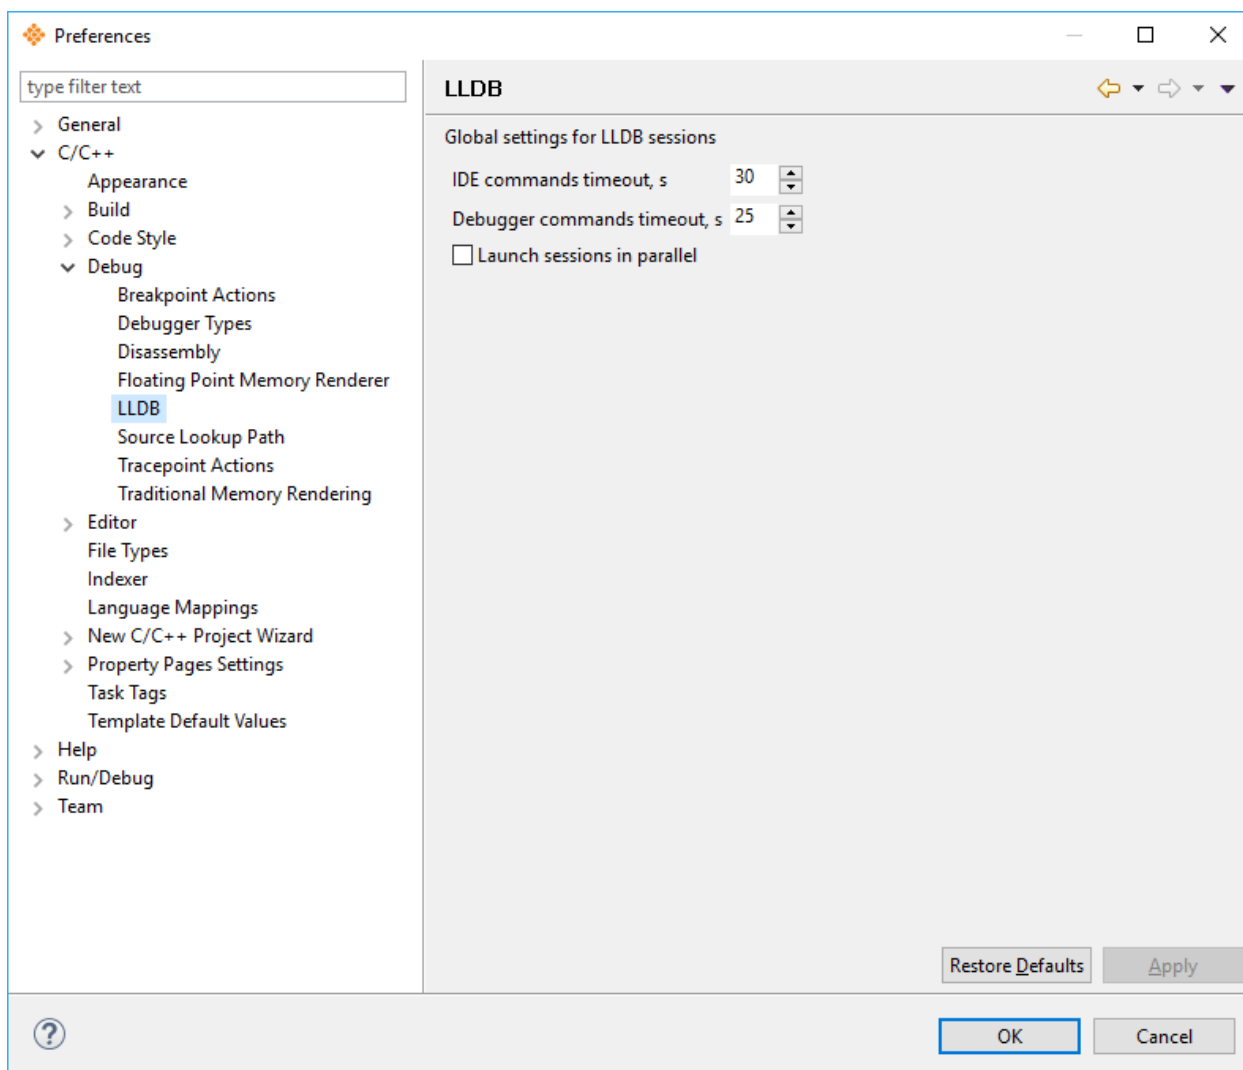 Preferences
type filter text
General
C/C++
Appearance
Build
Code Style
Debug
Breakpoint Actions
Debugger Types
Disassembly
Floating Point Memory Renderer
LLDB
Source Lookup Path
Tracepoint Actions
Traditional Memory Rendering
Editor
File Types
Indexer
Language Mappings
New C/C++ Project Wizard
Property Pages Settings
Task Tags
Template Default Values
Help
Run/Debug
Team
LLDB
Global settings for LLDB sessions
IDE commands timeout, s 30
Debugger commands timeout, s 25
Launch sessions in parallel
Restore Defaults Apply
OK Cancel